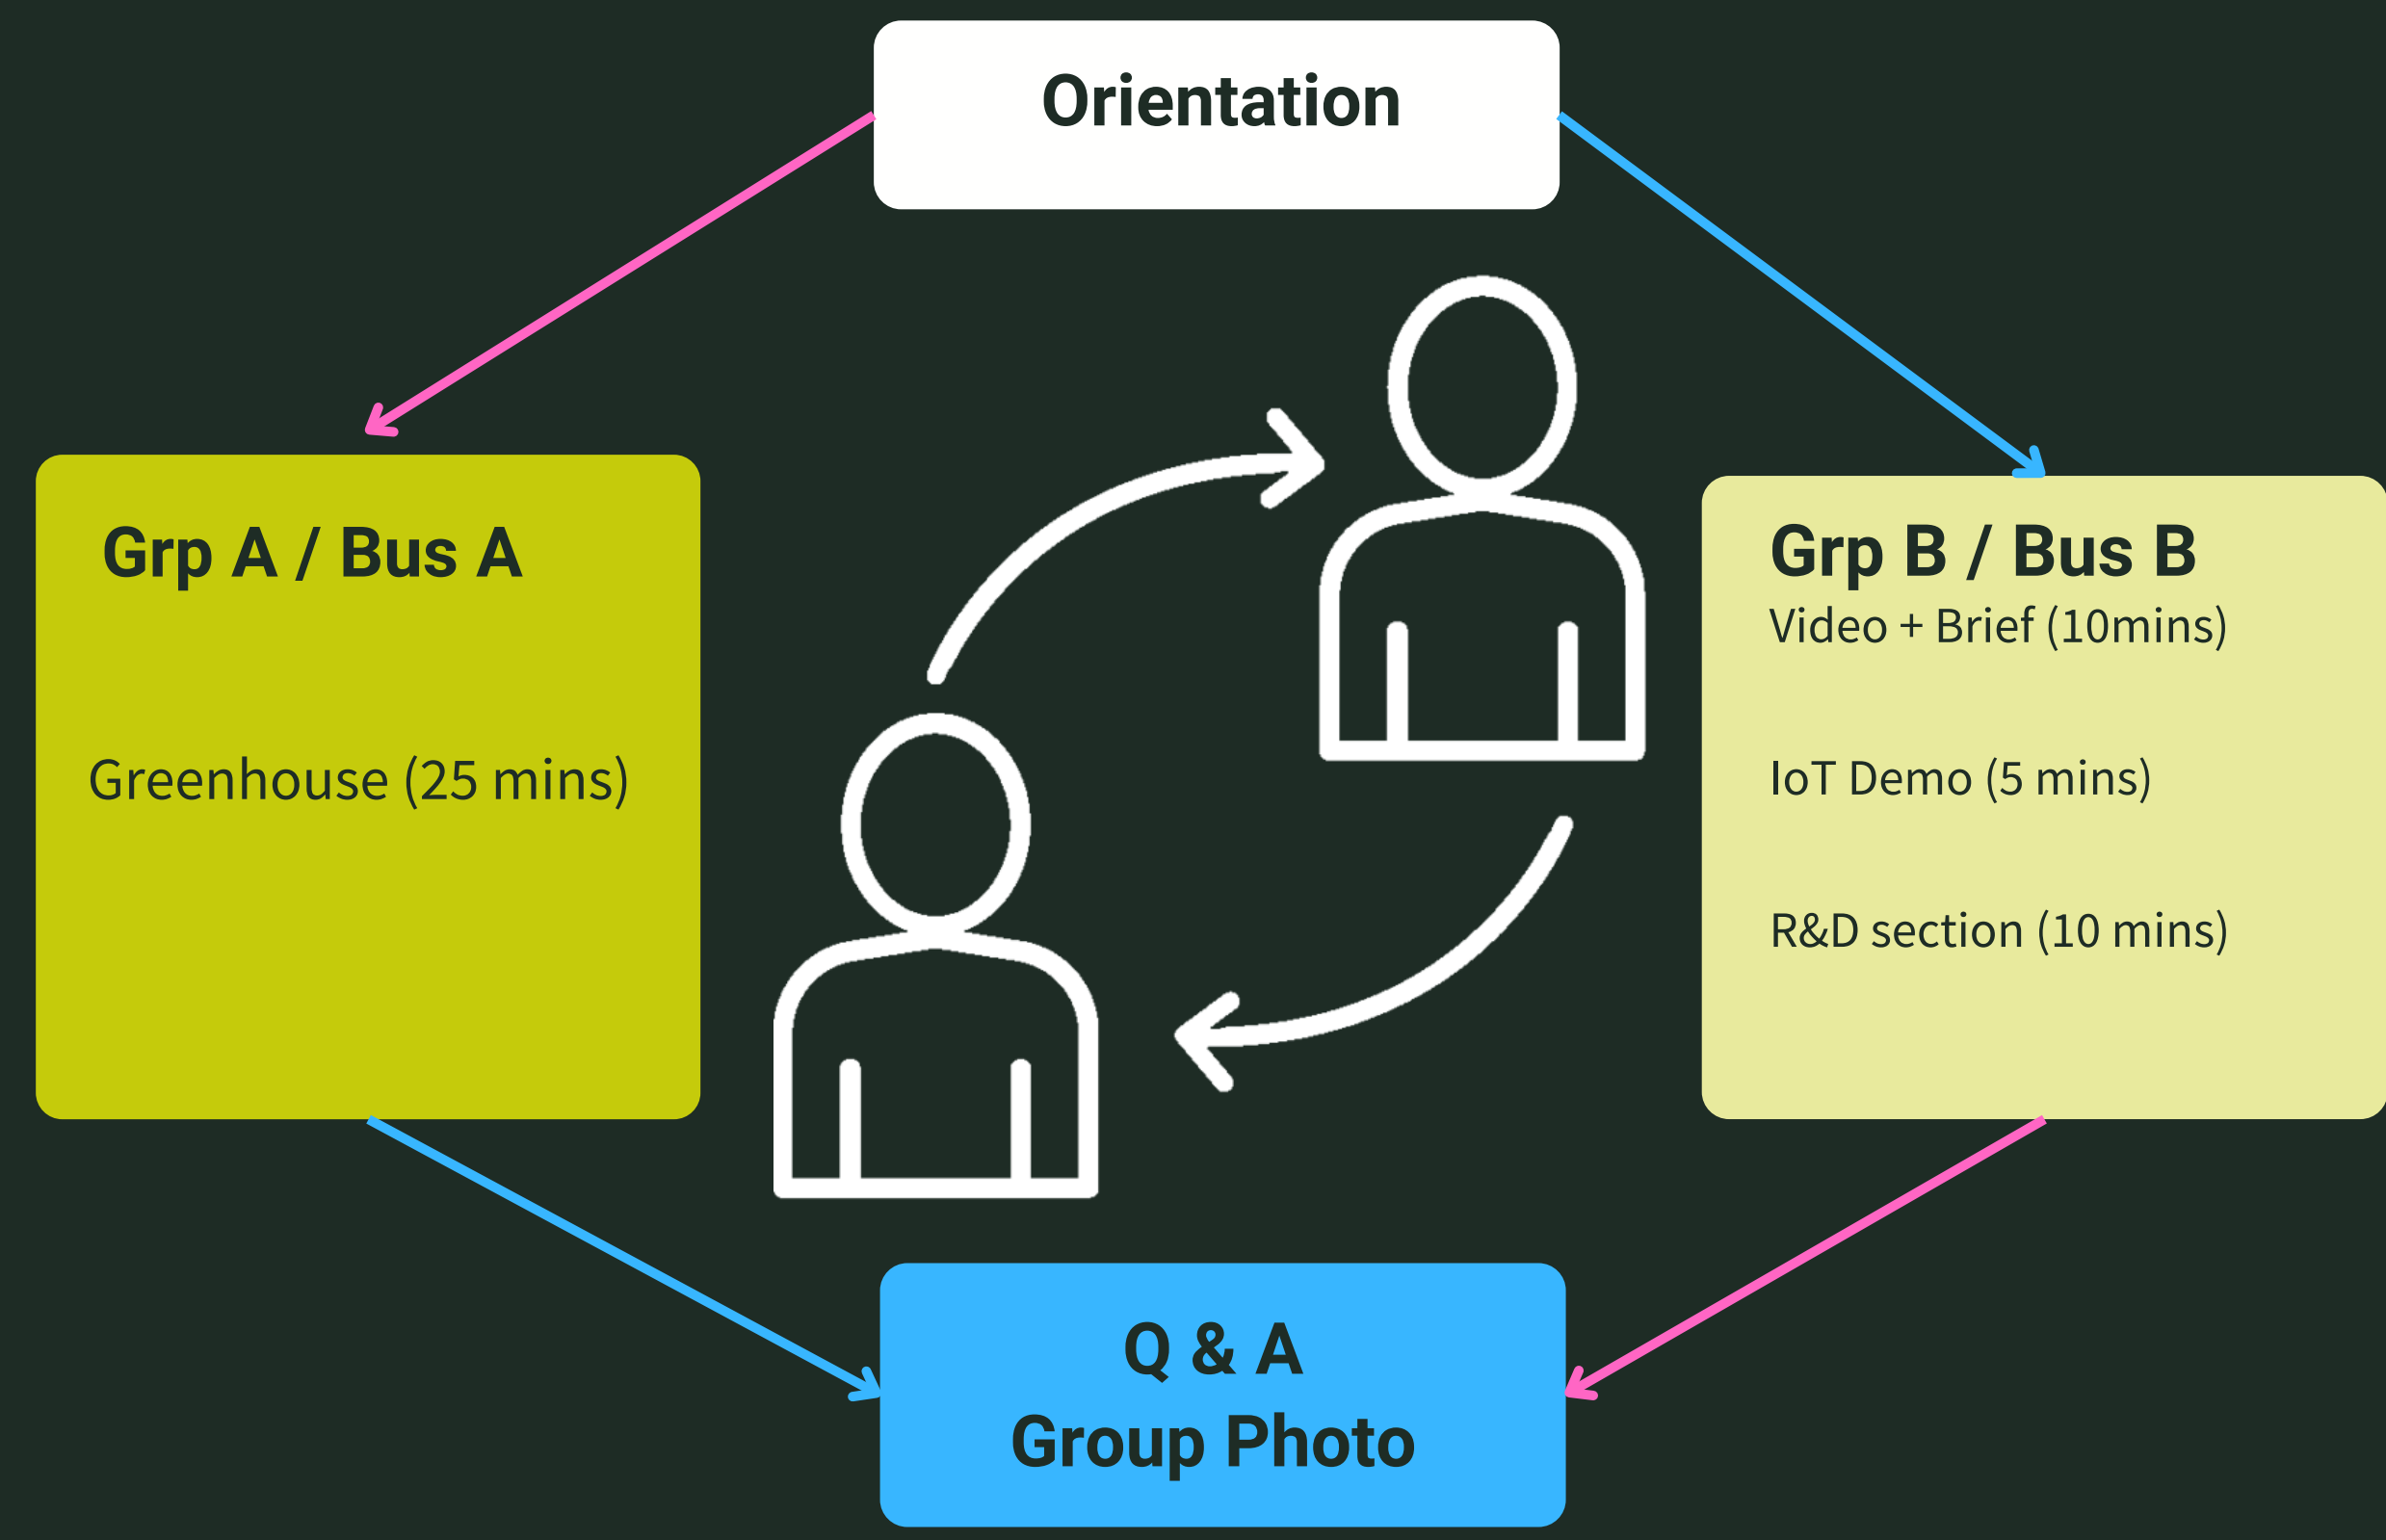 Orientation
Grp A / Bus A
Greenhouse (25 mins)
Grp B / Bus B
Video + Brief (10mins)
IoT Demo (5 mins)
R&D section (10 mins)
Q & A
Group Photo